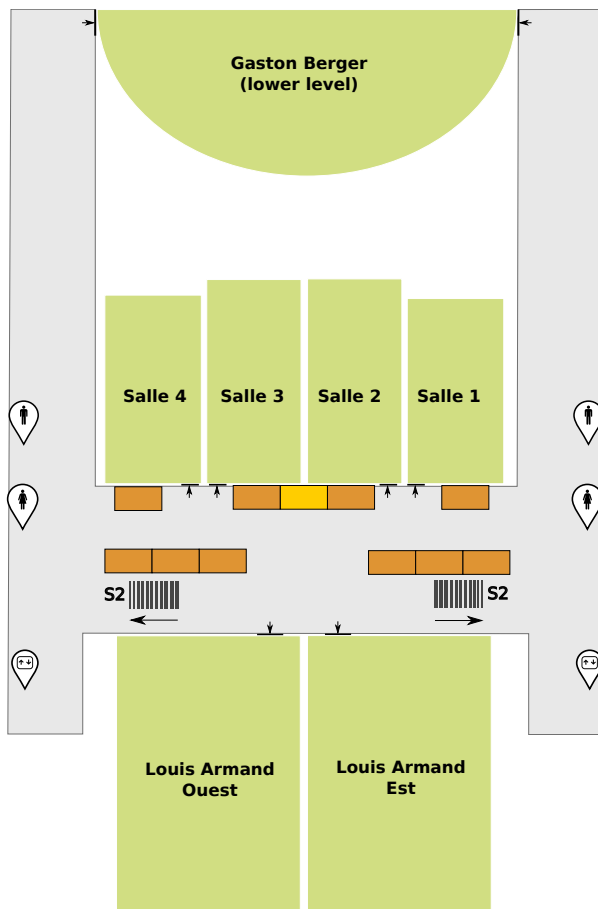 Gaston Berger
(lower level)
Salle 4
Salle 3
Salle 2
Salle 1
S2
S2
Louis Armand
Ouest
Louis Armand
Est